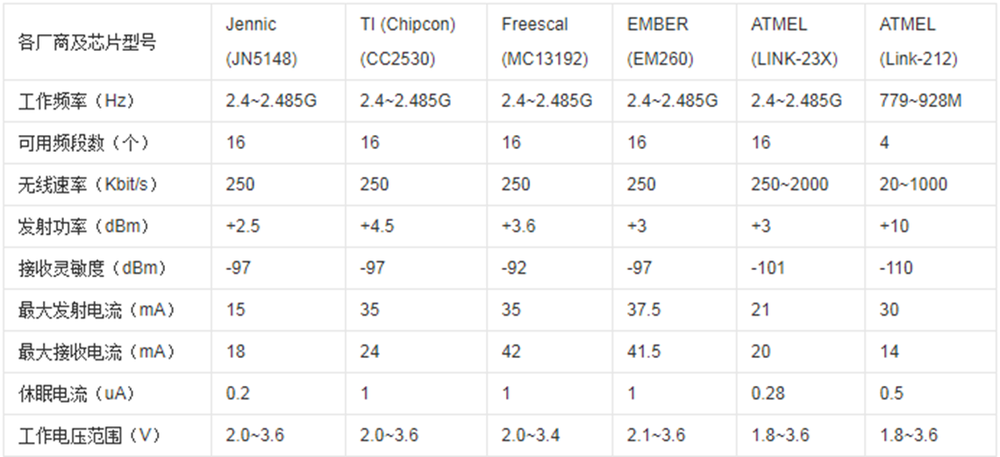 各厂商及芯片型号 Jennic (JN5148) TI (Chipcon) (CC2530) Freescal (MC13192) EMBER (EM260) ATMEL (LINK-23X) ATMEL (Link-212)
工作频率（Hz） 2.4~2.485G 2.4~2.485G 2.4~2.485G 2.4~2.485G 2.4~2.485G 779~928M
可用频段数（个） 16 16 16 16 16 4
无线速率（Kbit/s） 250 250 250 250 250~2000 20~1000
发射功率（dBm） +2.5 +4.5 +3.6 +3 +3 +10
接收灵敏度（dBm） -97 -97 -92 -97 -101 -110
最大发射电流（mA） 15 35 35 37.5 21 30
最大接收电流（mA） 18 24 42 41.5 20 14
休眠电流（uA） 0.2 1 1 1 0.28 0.5
工作电压范围（V） 2.0~3.6 2.0~3.6 2.0~3.4 2.1~3.6 1.8~3.6 1.8~3.6